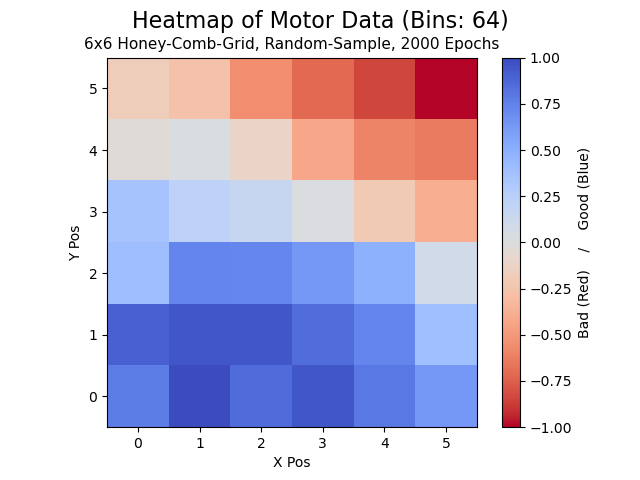 Heatmap of Motor Data (Bins: 64)
6x6 Honey-Comb-Grid, Random-Sample, 2000 Epochs
5
4
3
2
1
0
Y Pos
0 1 2 3 4 5
X Pos
1.00
0.75
0.50
0.25
0.00
−0.25
−0.50
−0.75
−1.00
Bad (Red) / Good (Blue)